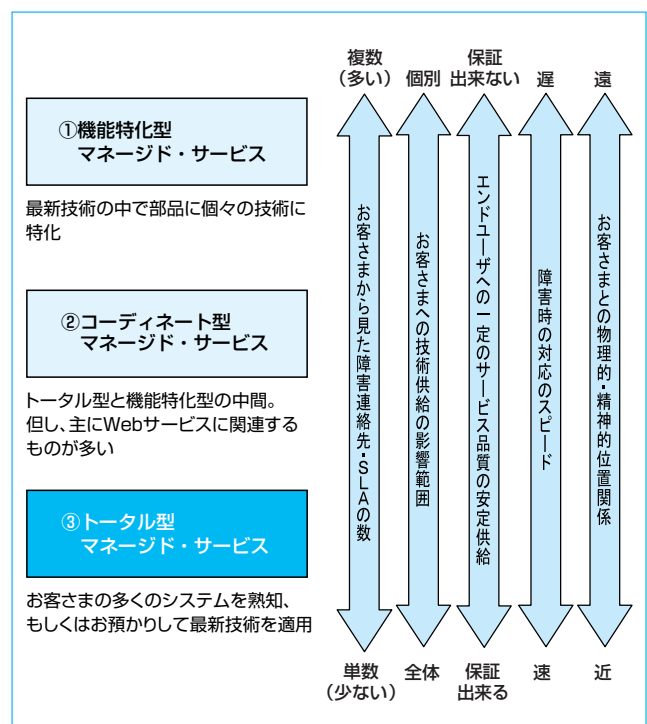 複数
（多い）
個別
保証
出来ない
遅
遠
①機能特化型
マネージド・サービス
最新技術の中で部品に個々の技術に
特化
②コーディネート型
マネージド・サービス
トータル型と機能特化型の中間。
但し、主にWebサービスに関連する
ものが多い
③トータル型
マネージド・サービス
お客さまの多くのシステムを熟知、
もしくはお預かりして最新技術を適用
お客さまから見た障害連絡先・SLAの数
お客さまへの技術供給の影響範囲
エンドユーザへの一定のサービス品質の安定供給
障害時の対応のスピード
お客さまとの物理的・精神的位置関係
単数
（少ない）
全体
保証
出来る
速
近